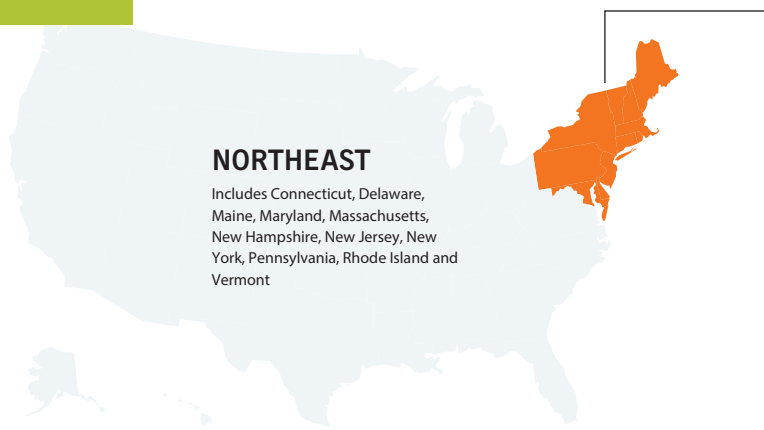 NORTHEAST
Includes Connecticut, Delaware,
Maine, Maryland, Massachusetts,
New Hampshire, New Jersey, New
York, Pennsylvania, Rhode Island and
Vermont